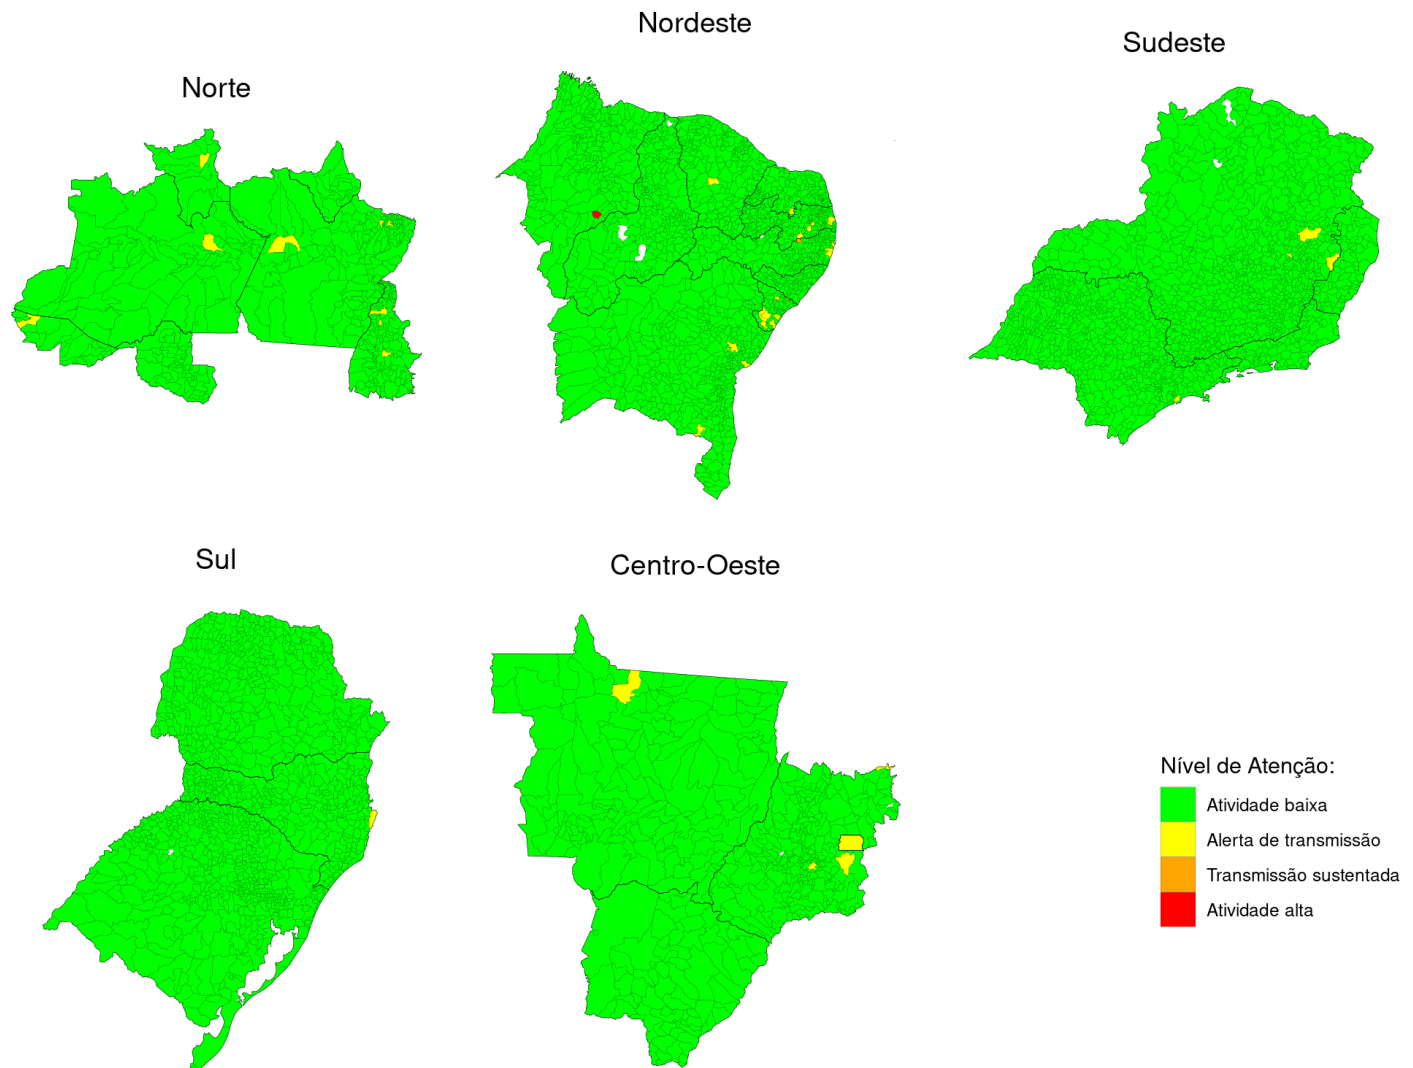 Norte
Nordeste
Sudeste
Sul
Centro-Oeste
Nível de Atenção:
Atividade baixa
Alerta de transmissão
Transmissão sustentada
Atividade alta